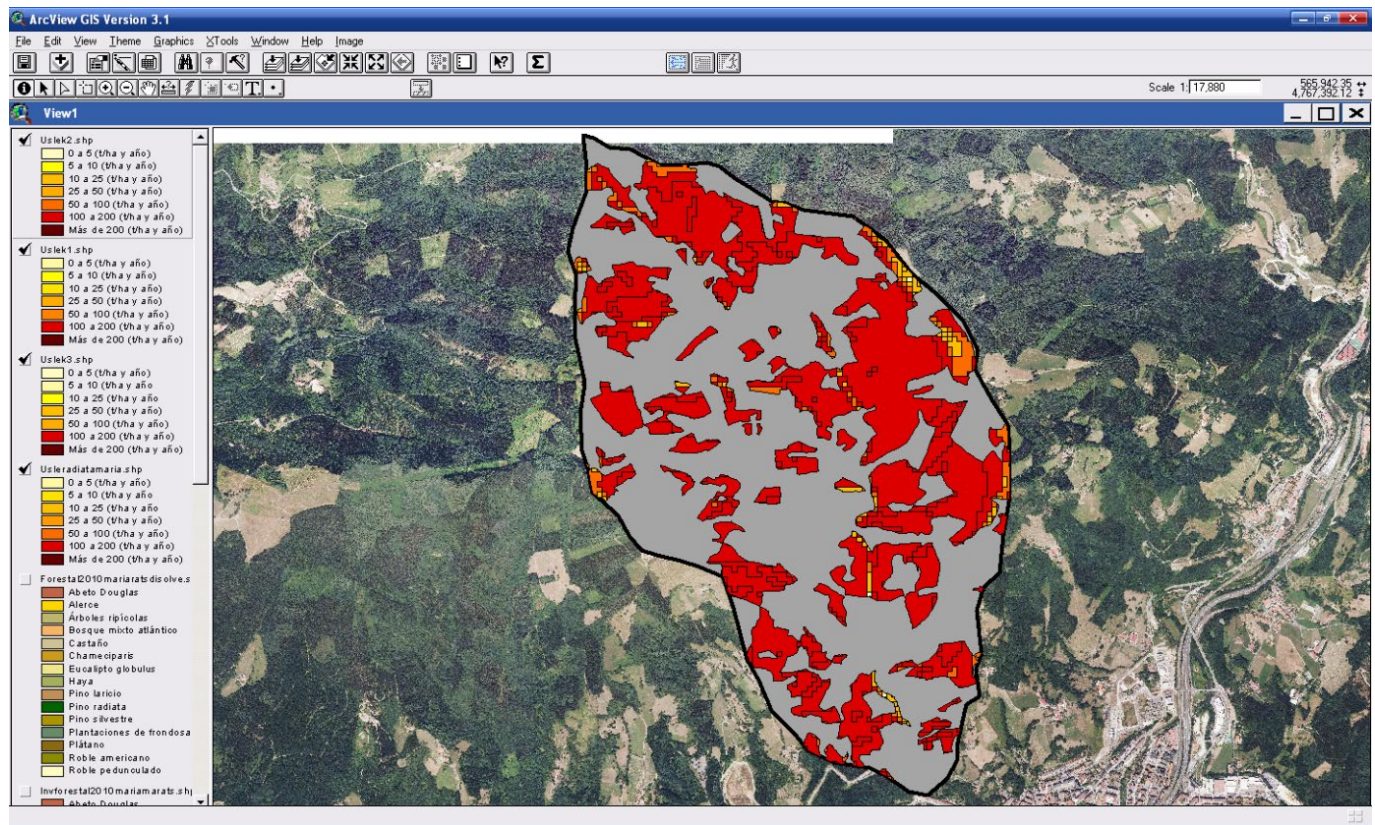 ArcView GIS Version 3.1
File Edit View Theme Graphics XTools Window Help Image
Scale 1: 17,880
565,942.35
4,767,392.12
View1
Uslek2.shp
0 a 5 (t/ha y año)
5 a 10 (t/ha y año)
10 a 25 (t/ha y año)
25 a 50 (t/ha y año)
50 a 100 (t/ha y año)
100 a 200 (t/ha y año)
Más de 200 (t/ha y año)
Uslek1.shp
0 a 5 (t/ha y año)
5 a 10 (t/ha y año)
10 a 25 (t/ha y año)
25 a 50 (t/ha y año)
50 a 100 (t/ha y año)
100 a 200 (t/ha y año)
Más de 200 (t/ha y año)
Uslek3.shp
0 a 5 (t/ha y año)
5 a 10 (t/ha y año
10 a 25 (t/ha y año
25 a 50 (t/ha y año)
50 a 100 (t/ha y año)
100 a 200 (t/ha y año)
Más de 200 (t/ha y año)
Usleradiatamaria.shp
0 a 5 (t/ha y año)
5 a 10 (t/ha y año
10 a 25 (t/ha y año
25 a 50 (t/ha y año)
50 a 100 (t/ha y año)
100 a 200 (t/ha y año)
Más de 200 (t/ha y año)
Forestal2010mariaratsdisolve.s
Abeto Douglas
Alerce
Árboles ripícolas
Bosque mixto atlántico
Castaño
Chameciparis
Eucalipto globulus
Haya
Pino laricio
Pino radiata
Pino silvestre
Plantaciones de frondosa
Plátano
Roble americano
Roble pedunculado
Invforestal2010mariamarats.shp
Abeto Douglas